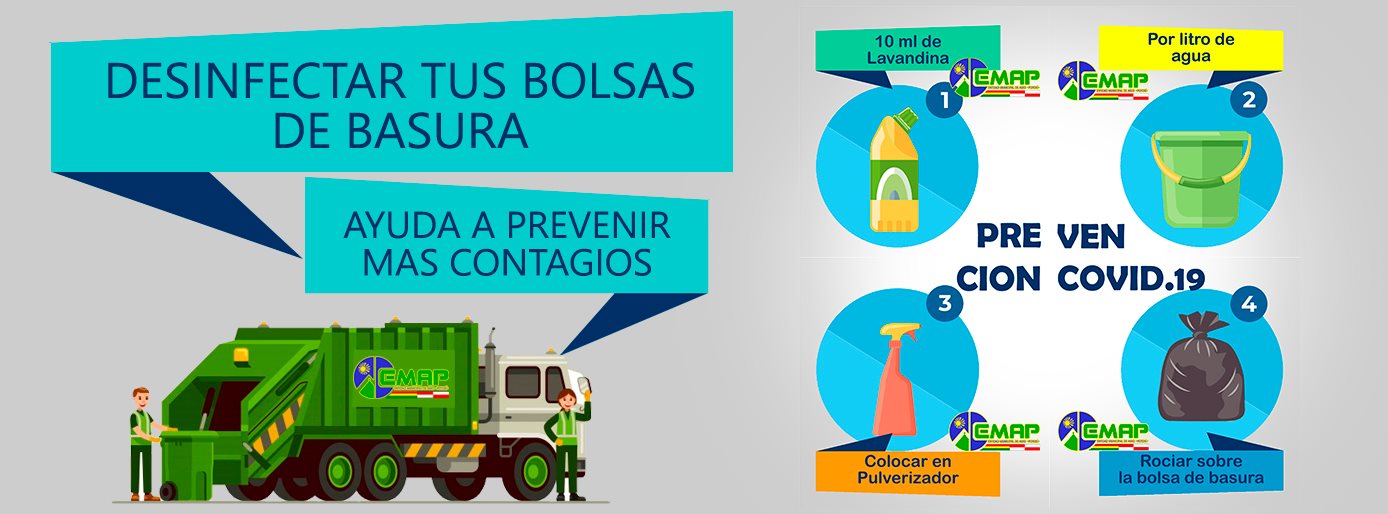 DESINFECTAR TUS BOLSAS
DE BASURA
AYUDA A PREVENIR
MAS CONTAGIOS
EMAP
10 ml de
Lavandina
EMAP
1
Por litro de
agua
EMAP
2
PRE VEN
CION COVID.19
3
EMAP
Colocar en
Pulverizador
4
EMAP
Rociar sobre
la bolsa de basura